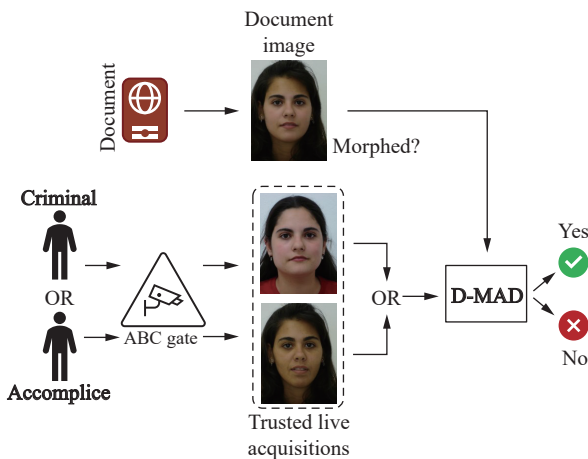 Document
image
Document
Morphed?
Criminal
OR
Accomplice
ABC gate
OR
D-MAD
Yes
No
Trusted live
acquisitions